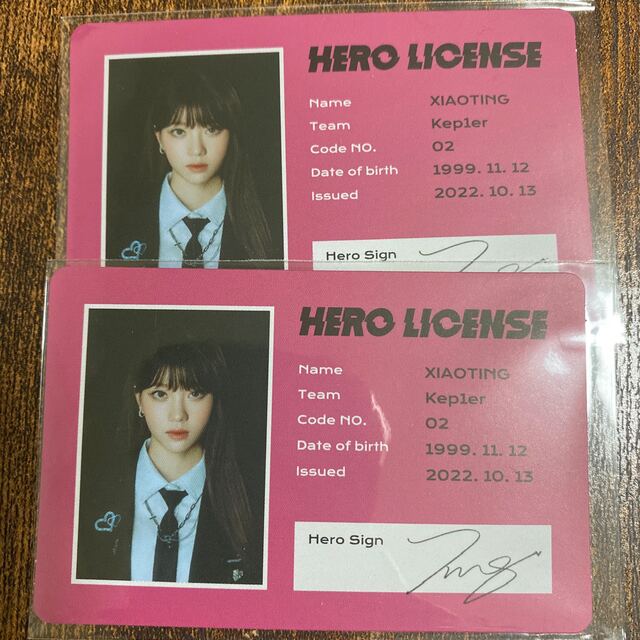 HERO LICENSE
Name XIAOTING
Team Kep1er
Code NO. 02
Date of birth 1999. 11. 12
Issued 2022. 10. 13
Hero Sign
HERO LICENSE
Name XIAOTING
Team Kep1er
Code NO. 02
Date of birth 1999. 11. 12
Issued 2022. 10. 13
Hero Sign